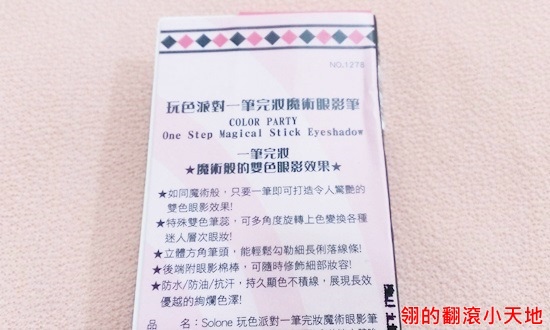 NO.12TB
玩色派對一筆完妝魔術眼影筆
COLOR PARTY
One Step Magical Stick Eyeshadow
一筆完妝
★魔術般的雙色眼影效果★
★如同魔術般，只要一筆即可打造令人驚艷的
雙色眼影效果!
★特殊雙色筆蕊，可多角度旋轉上色變換各種
迷人層次眼妝!
★立體方角筆頭，能輕鬆勾勒細長俐落線條!
★後端附眼影棉棒，可隨時修飾細部妝容!
★防水/防油/抗汗，持久顯色不積線，展現長效
優越的絢爛色澤!
品　名：Solone 玩色派對一筆完妝魔術眼影筆
翎的翻滾小天地